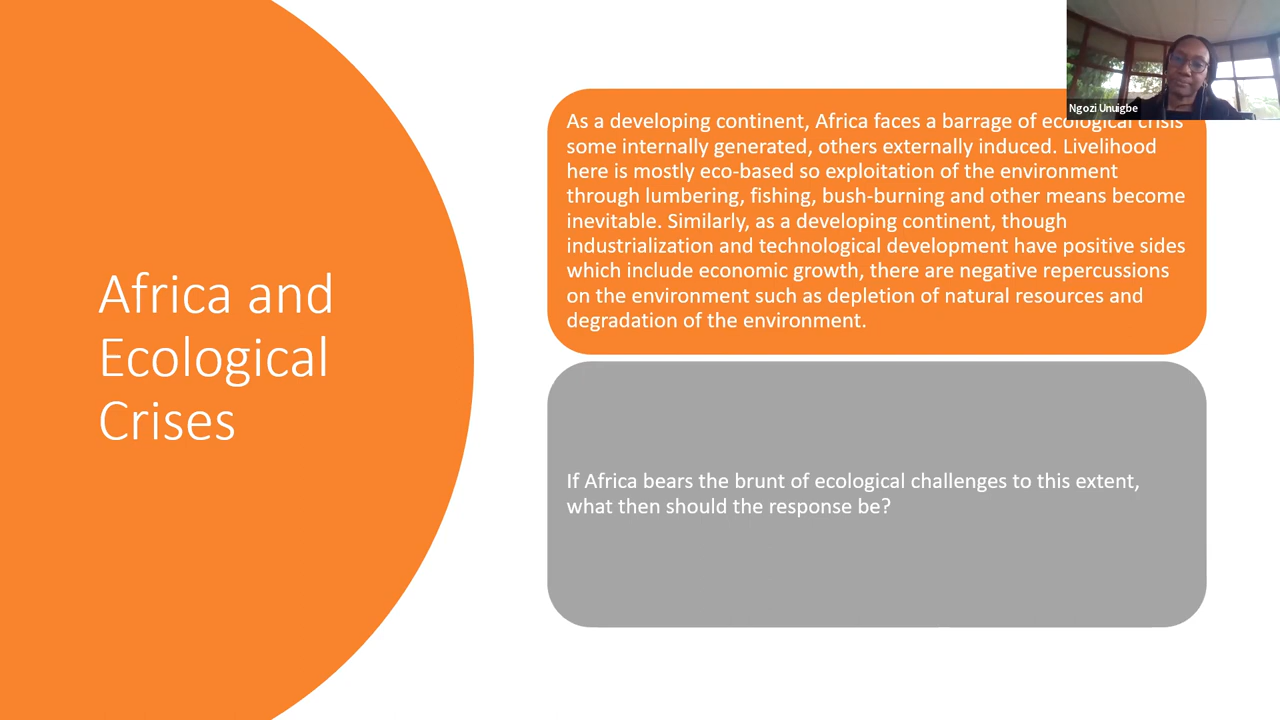 Africa and
Ecological
Crises
Ngozi Unuigbe
As a developing continent, Africa faces a barrage of ecological crisis
some internally generated, others externally induced. Livelihood
here is mostly eco-based so exploitation of the environment
through lumbering, fishing, bush-burning and other means become
inevitable. Similarly, as a developing continent, though
industrialization and technological development have positive sides
which include economic growth, there are negative repercussions
on the environment such as depletion of natural resources and
degradation of the environment.
If Africa bears the brunt of ecological challenges to this extent,
what then should the response be?